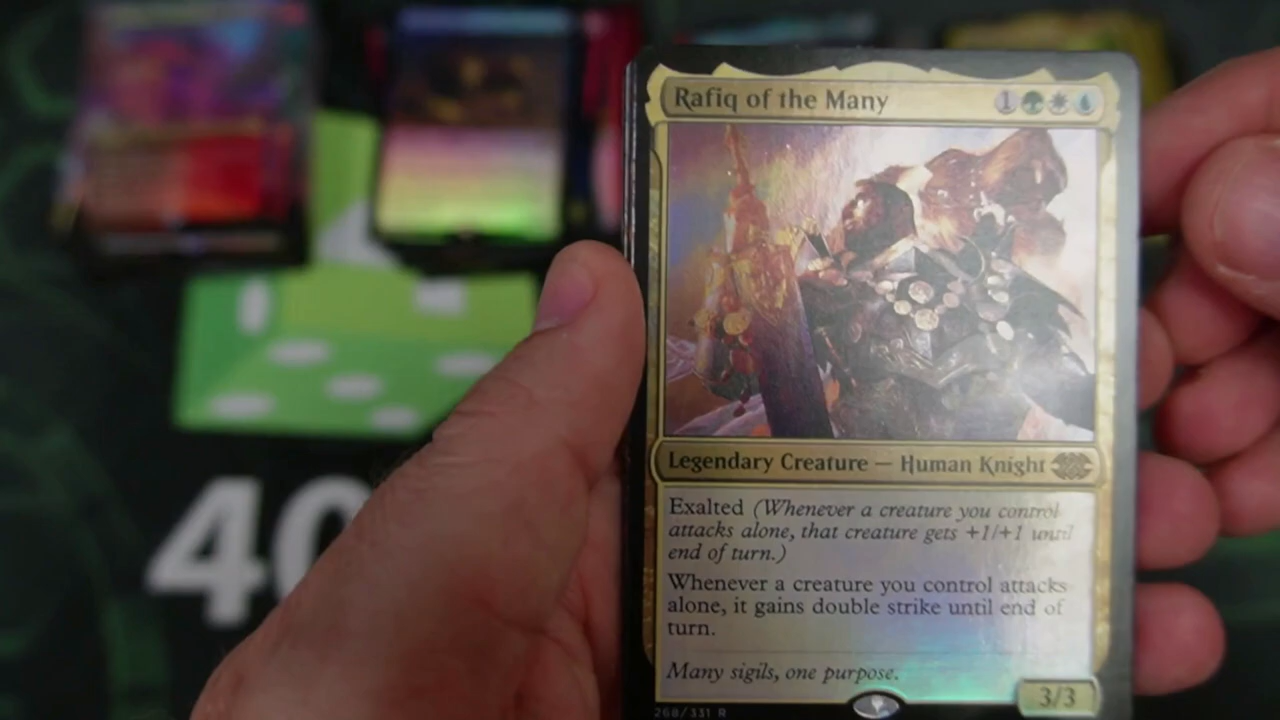 Rafiq of the Many 1
Legendary Creature — Human Knight
Exalted (Whenever a creature you control
attacks alone, that creature gets +1/+1 until
end of turn.)
Whenever a creature you control attacks
alone, it gains double strike until end of
turn.
Many sigils, one purpose.
3/3
268/331 R
40